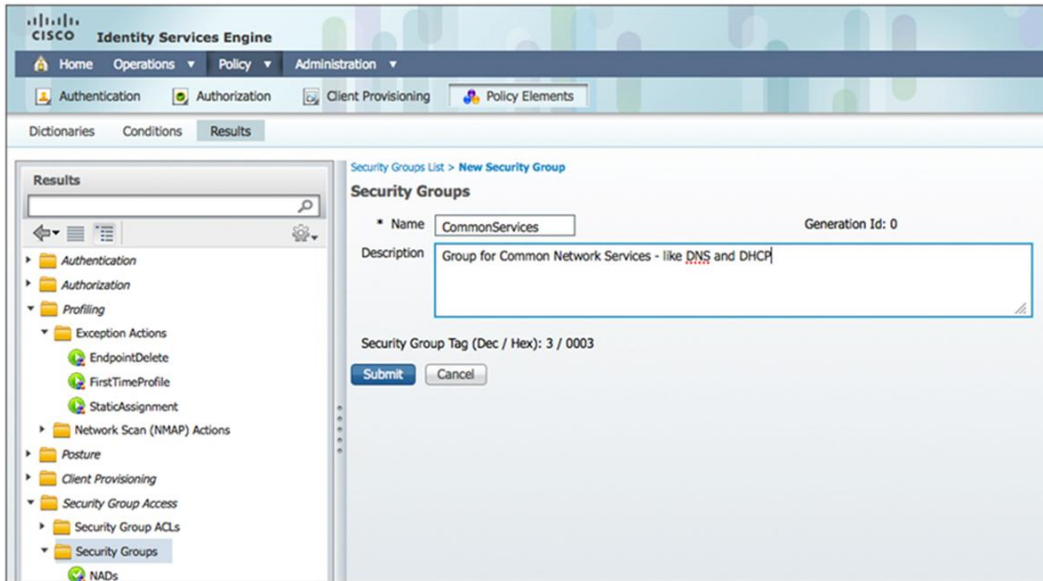 CISCO Identity Services Engine
Home Operations ▼ Policy ▼ Administration ▼
Authentication Authorization Client Provisioning Policy Elements
Dictionaries Conditions Results
Results
Authentication
Authorization
Profiling
Exception Actions
EndpointDelete
FirstTimeProfile
StaticAssignment
Network Scan (NMAP) Actions
Posture
Client Provisioning
Security Group Access
Security Group ACLs
Security Groups
NADs
Security Groups List > New Security Group
Security Groups
* Name CommonServices Generation Id: 0
Description Group for Common Network Services - like DNS and DHCP
Security Group Tag (Dec / Hex): 3 / 0003
Submit Cancel